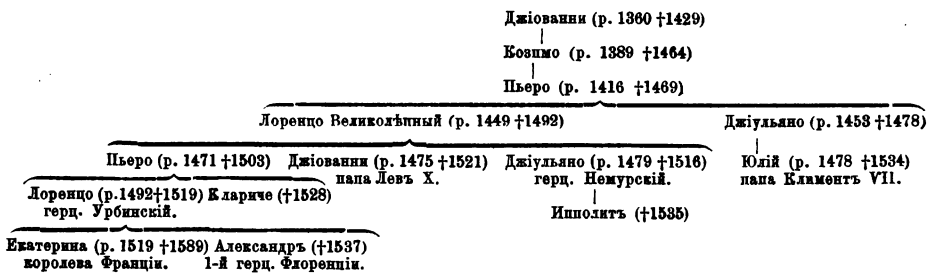 Джіованни (р. 1360 †1429)
Козимо (р. 1389 †1464)
Пьеро (р. 1416 †1469)
Лоренцо Великолѣпный (р. 1449 †1492) Джіульяно (р. 1453 †1478)
Пьеро (р. 1471 †1503) Джіованни (р. 1475 †1521) Джіульяно (р. 1479 †1516) Юлій (р. 1478 †1534)
папа Левъ X. герц. Немурскій. папа Климентъ VII.
Лоренцо (р.1492†1519) Клариче (†1528)
герц. Урбинскій. Ипполитъ (†1535)
Екатерина (р. 1519 †1589) Александръ (†1537)
королева Франціи. 1-й герц. Флоренціи.